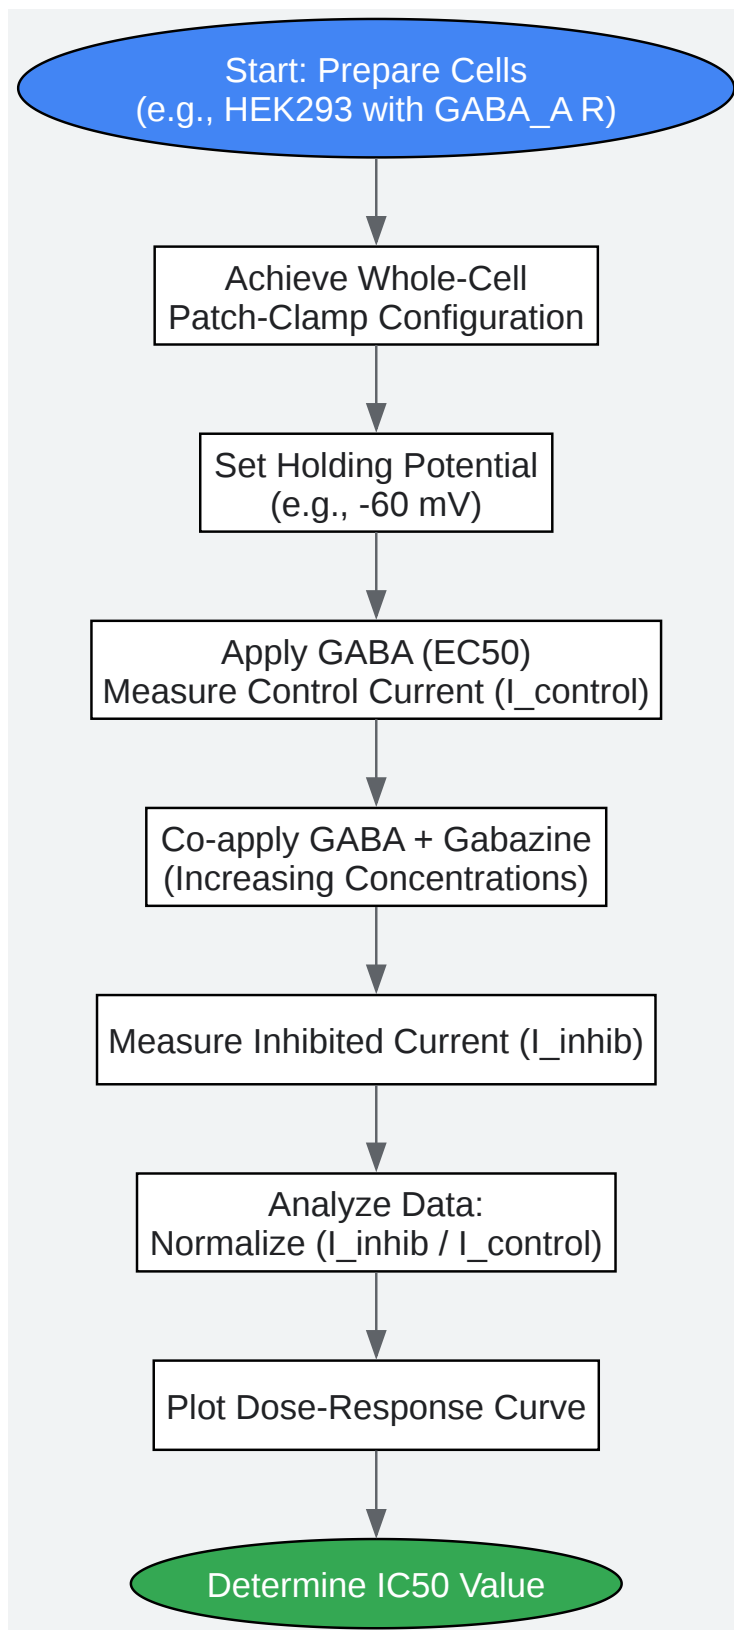 Start: Prepare Cells
(e.g., HEK293 with GABA_A R)
Achieve Whole-Cell
Patch-Clamp Configuration
Set Holding Potential
(e.g., -60 mV)
Apply GABA (EC50)
Measure Control Current (I_control)
Co-apply GABA + Gabazine
(Increasing Concentrations)
Measure Inhibited Current (I_inhib)
Analyze Data:
Normalize (I_inhib / I_control)
Plot Dose-Response Curve
Determine IC50 Value